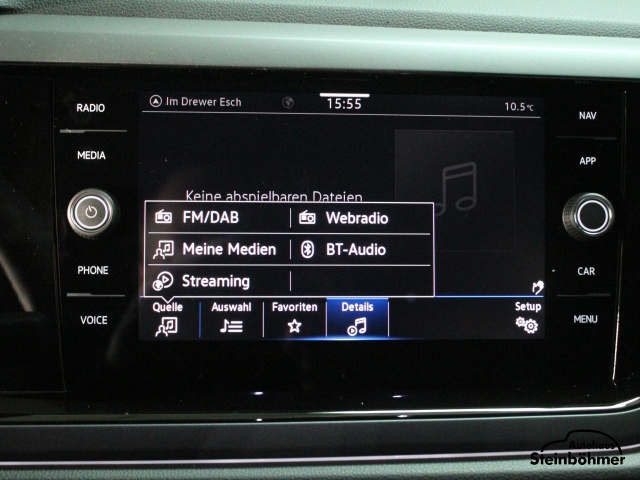 RADIO
MEDIA
PHONE
VOICE
Im Drewer Esch
15:55
10.5°C
Keine abspielbaren Dateien
FM/DAB
Webradio
Meine Medien
BT-Audio
Streaming
Quelle
Auswahl
Favoriten
Details
Setup
NAV
APP
CAR
MENU
Autohaus
Steinböhmer